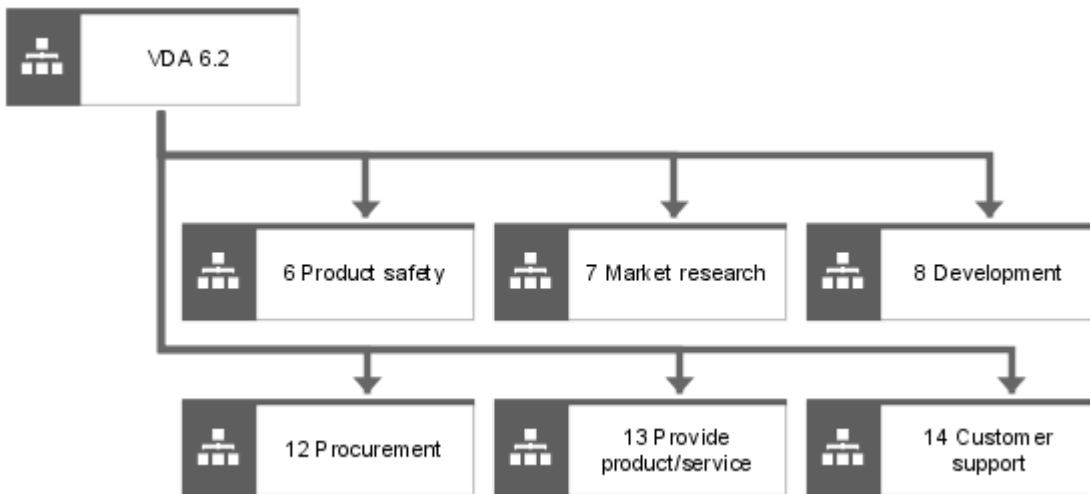 VDA 6.2
6 Product safety
7 Market research
8 Development
12 Procurement
13 Provide
product/service
14 Customer
support